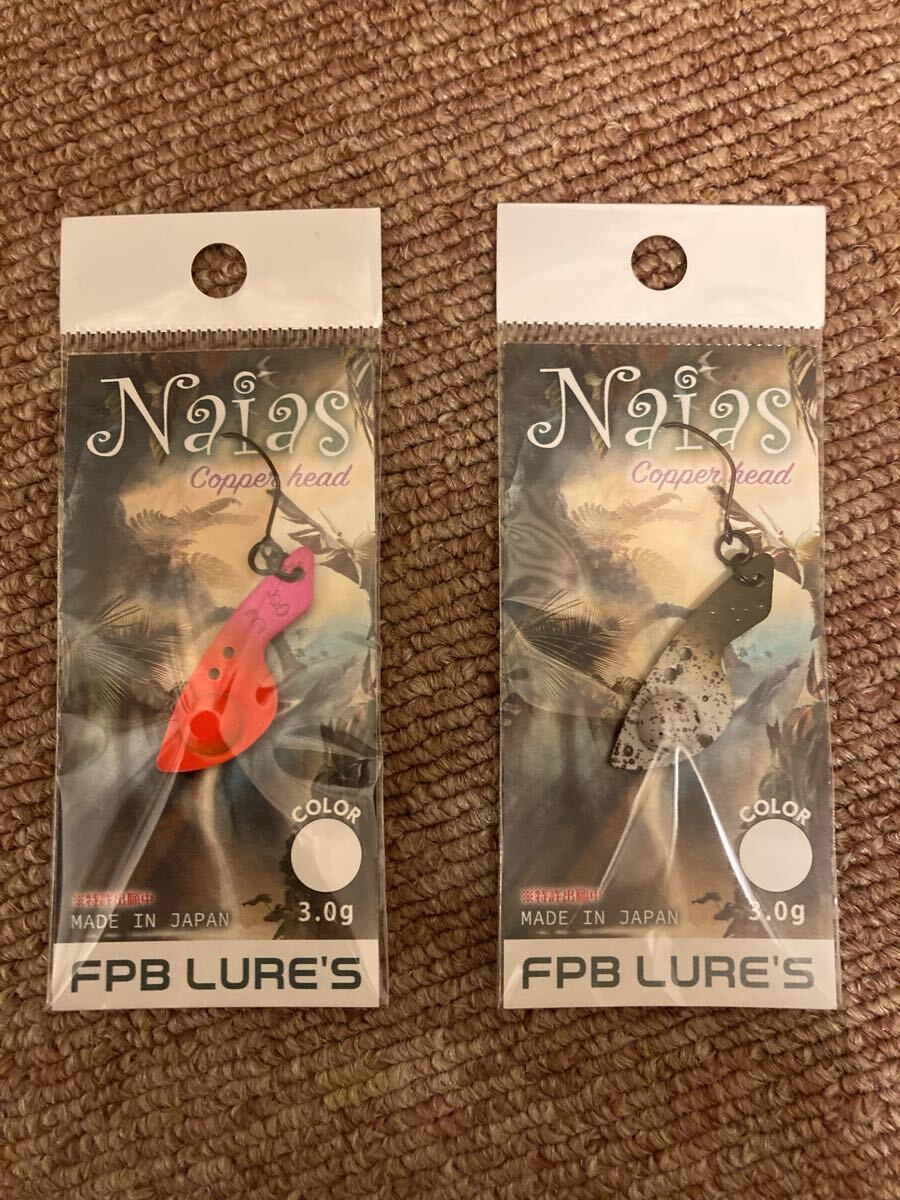 Naias
Copper head
COLOR
※特許出願中
MADE IN JAPAN
3.0g
FPB LURE'S
Naias
Copper head
COLOR
※特許出願中
MADE IN JAPAN
3.0g
FPB LURE'S